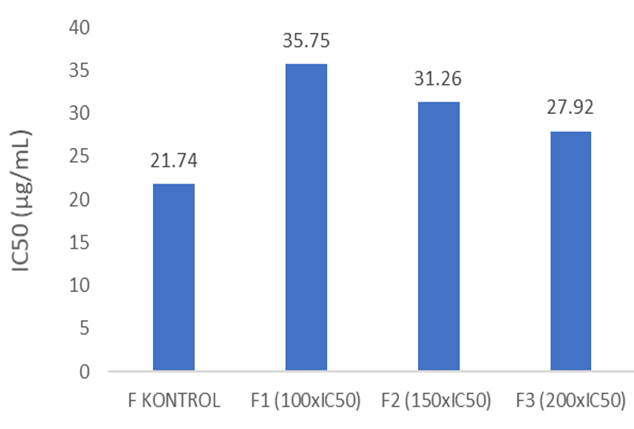 40
35.75
35
31.26
30
27.92
25
21.74
20
15
10
5
0
IC50 (µg/mL)
F KONTROL
F1 (100xIC50)
F2 (150xIC50)
F3 (200xIC50)